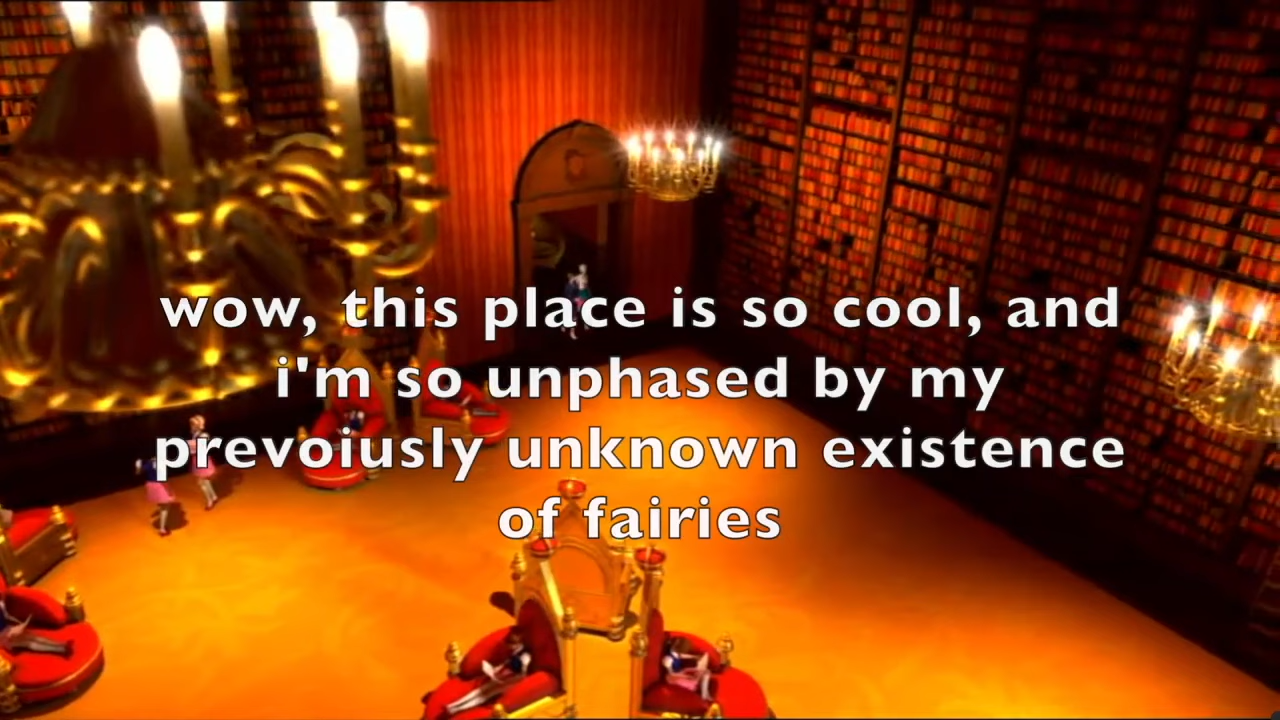 wow, this place is so cool, and
i'm so unphased by my
prevoiusly unknown existence
of fairies